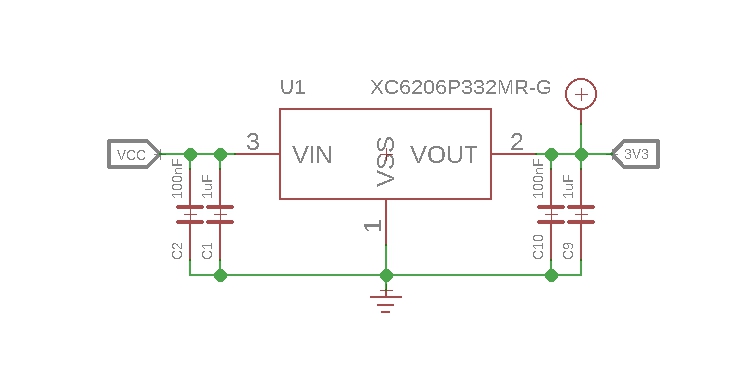 U1
XC6206P332MR-G
VCC
3
VIN
VSS
VOUT
2
3V3
100nF
1uF
100nF
1uF
1
C2
C1
C10
C9